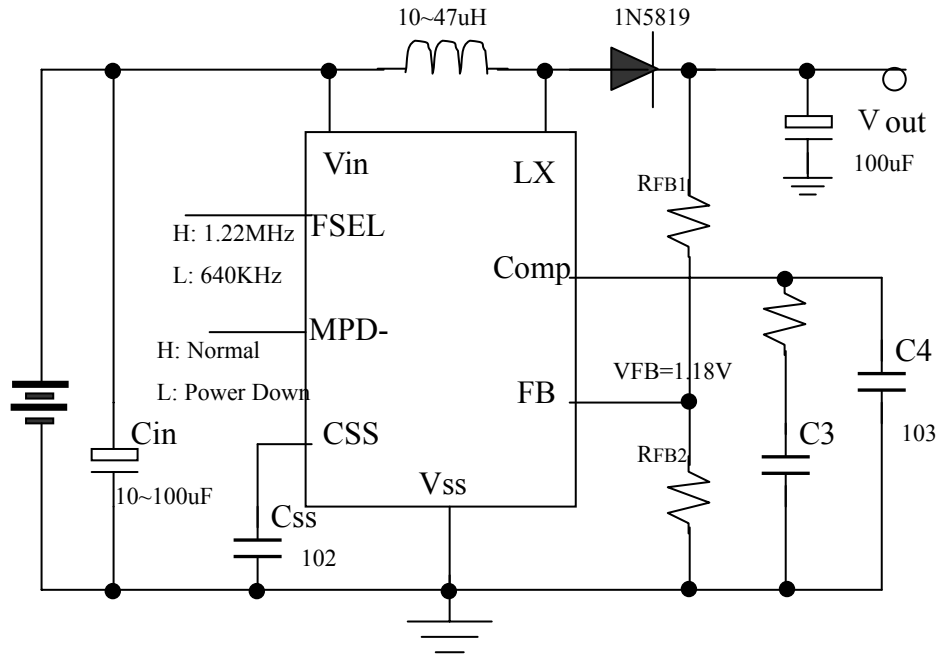 10~47uH
1N5819
Vin
LX
V out
100uF
RFB1
FSEL
H: 1.22MHz
L: 640KHz
Comp
MPD-
H: Normal
L: Power Down
VFB=1.18V
FB
C4
103
C3
CSS
Cin
10~100uF
RFB2
Vss
Css
102